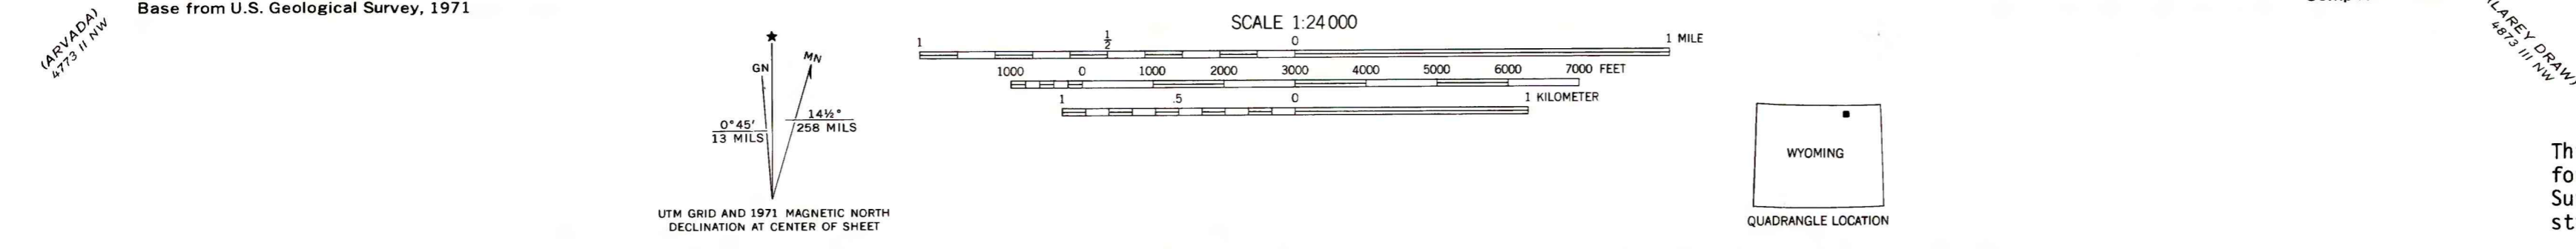 Base from U.S. Geological Survey, 1971
(ARVADA)
4773 II NW
★
GN
MN
0°45'
13 MILS
14½°
258 MILS
UTM GRID AND 1971 MAGNETIC NORTH
DECLINATION AT CENTER OF SHEET
SCALE 1:24 000
1 ½ 0 1 MILE
1000 0 1000 2000 3000 4000 5000 6000 7000 FEET
1 .5 0 1 KILOMETER
WYOMING
QUADRANGLE LOCATION
(LAREY DRAW)
4873 III NW
Th
fo
Su
st